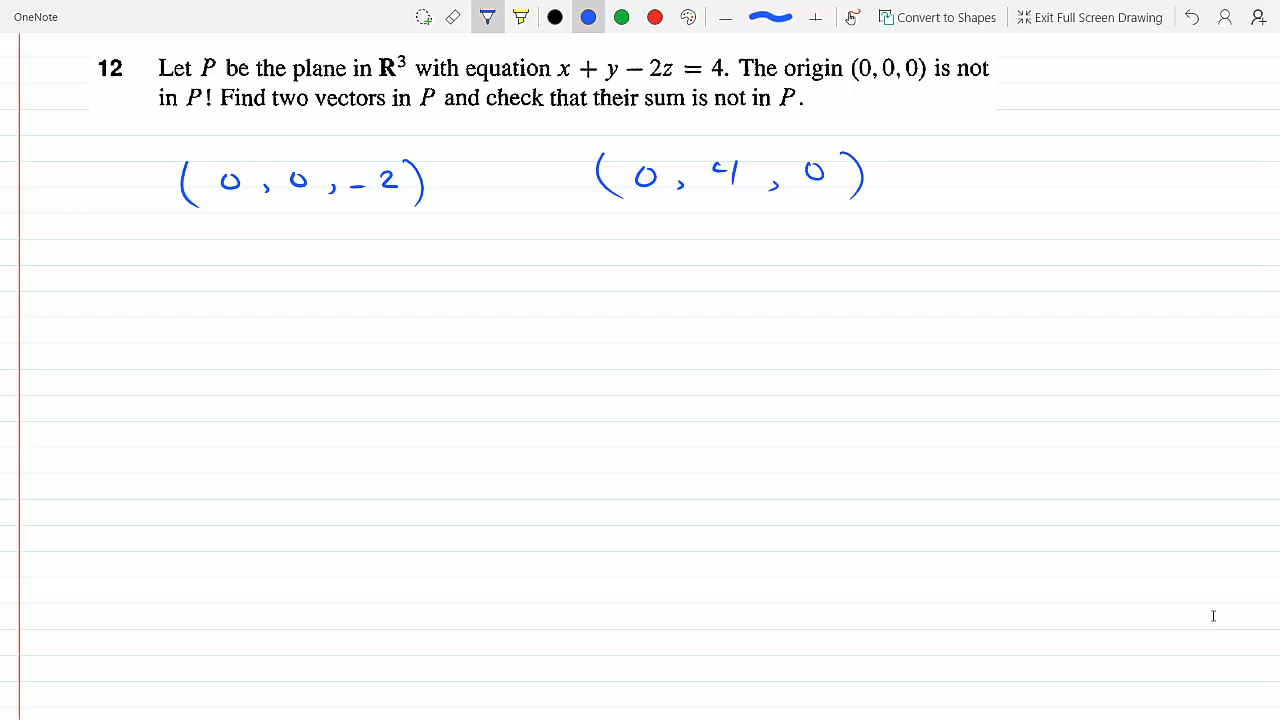 OneNote
Convert to Shapes Exit Full Screen Drawing
12 Let P be the plane in R³ with equation x + y − 2z = 4. The origin (0, 0, 0) is not
in P! Find two vectors in P and check that their sum is not in P.
(0, 0, -2) (0, 4, 0)